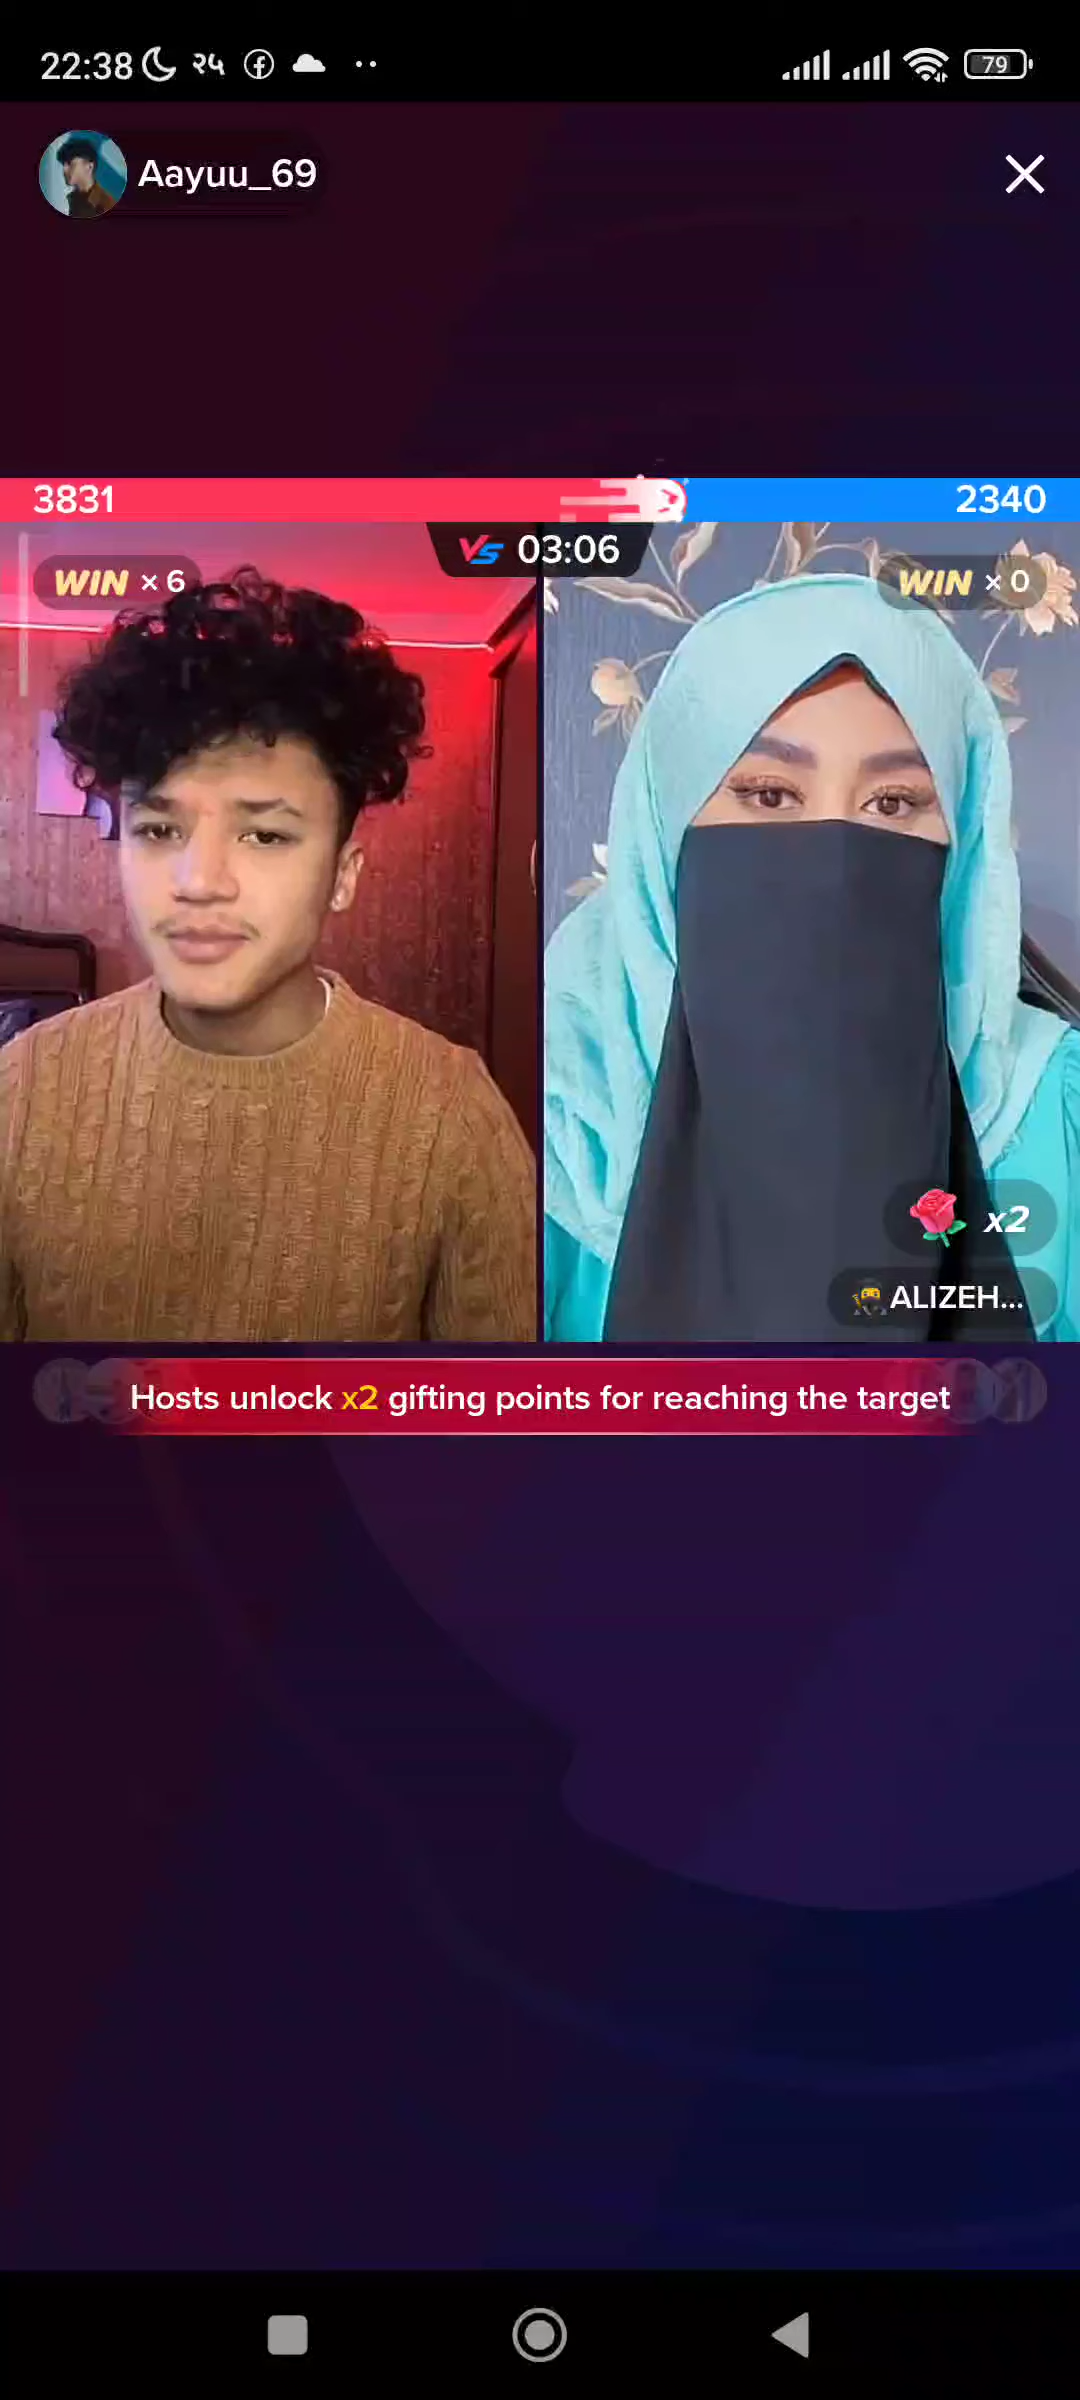 22:38 २५ 79
Aayuu_69
3831 2340
VS 03:06
WIN × 6 WIN × 0
x2
ALIZEH...
Hosts unlock x2 gifting points for reaching the target